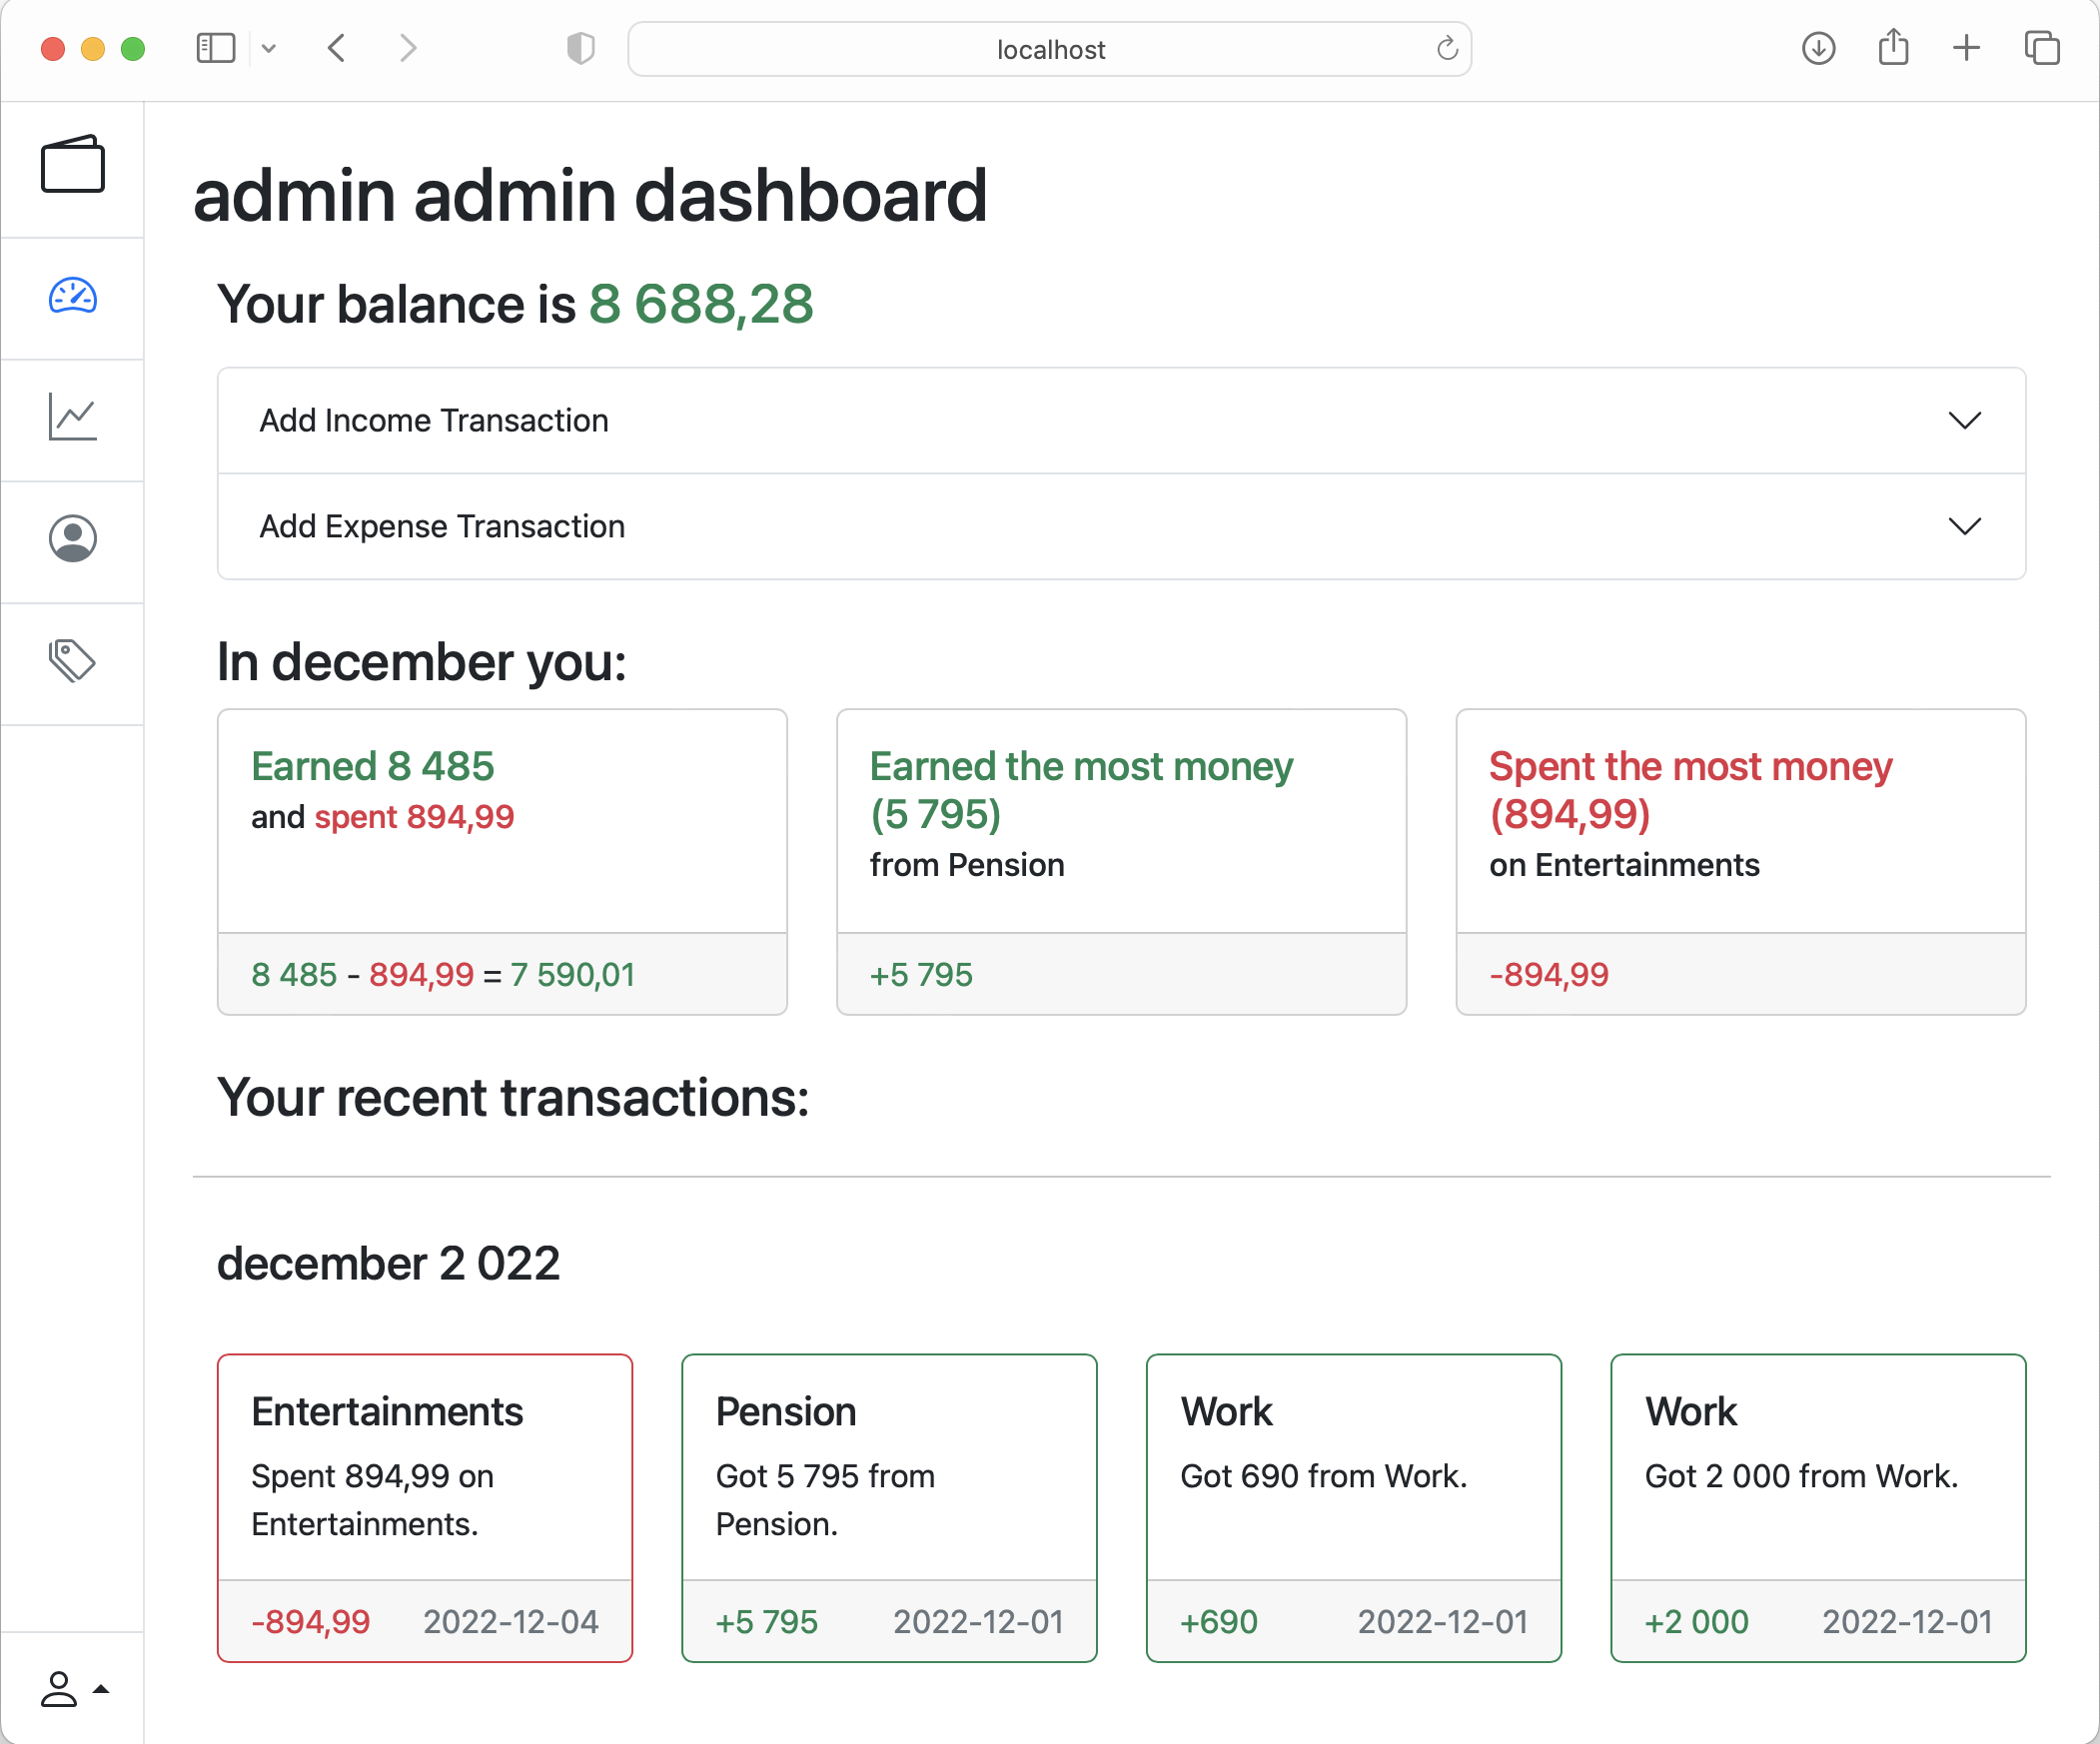 localhost
admin admin dashboard
Your balance is 8 688,28
Add Income Transaction
Add Expense Transaction
In december you:
Earned 8 485
and spent 894,99
8 485 - 894,99 = 7 590,01
Earned the most money
(5 795)
from Pension
+5 795
Spent the most money
(894,99)
on Entertainments
-894,99
Your recent transactions:
december 2 022
Entertainments
Spent 894,99 on
Entertainments.
-894,99 2022-12-04
Pension
Got 5 795 from
Pension.
+5 795 2022-12-01
Work
Got 690 from Work.
+690 2022-12-01
Work
Got 2 000 from Work.
+2 000 2022-12-01